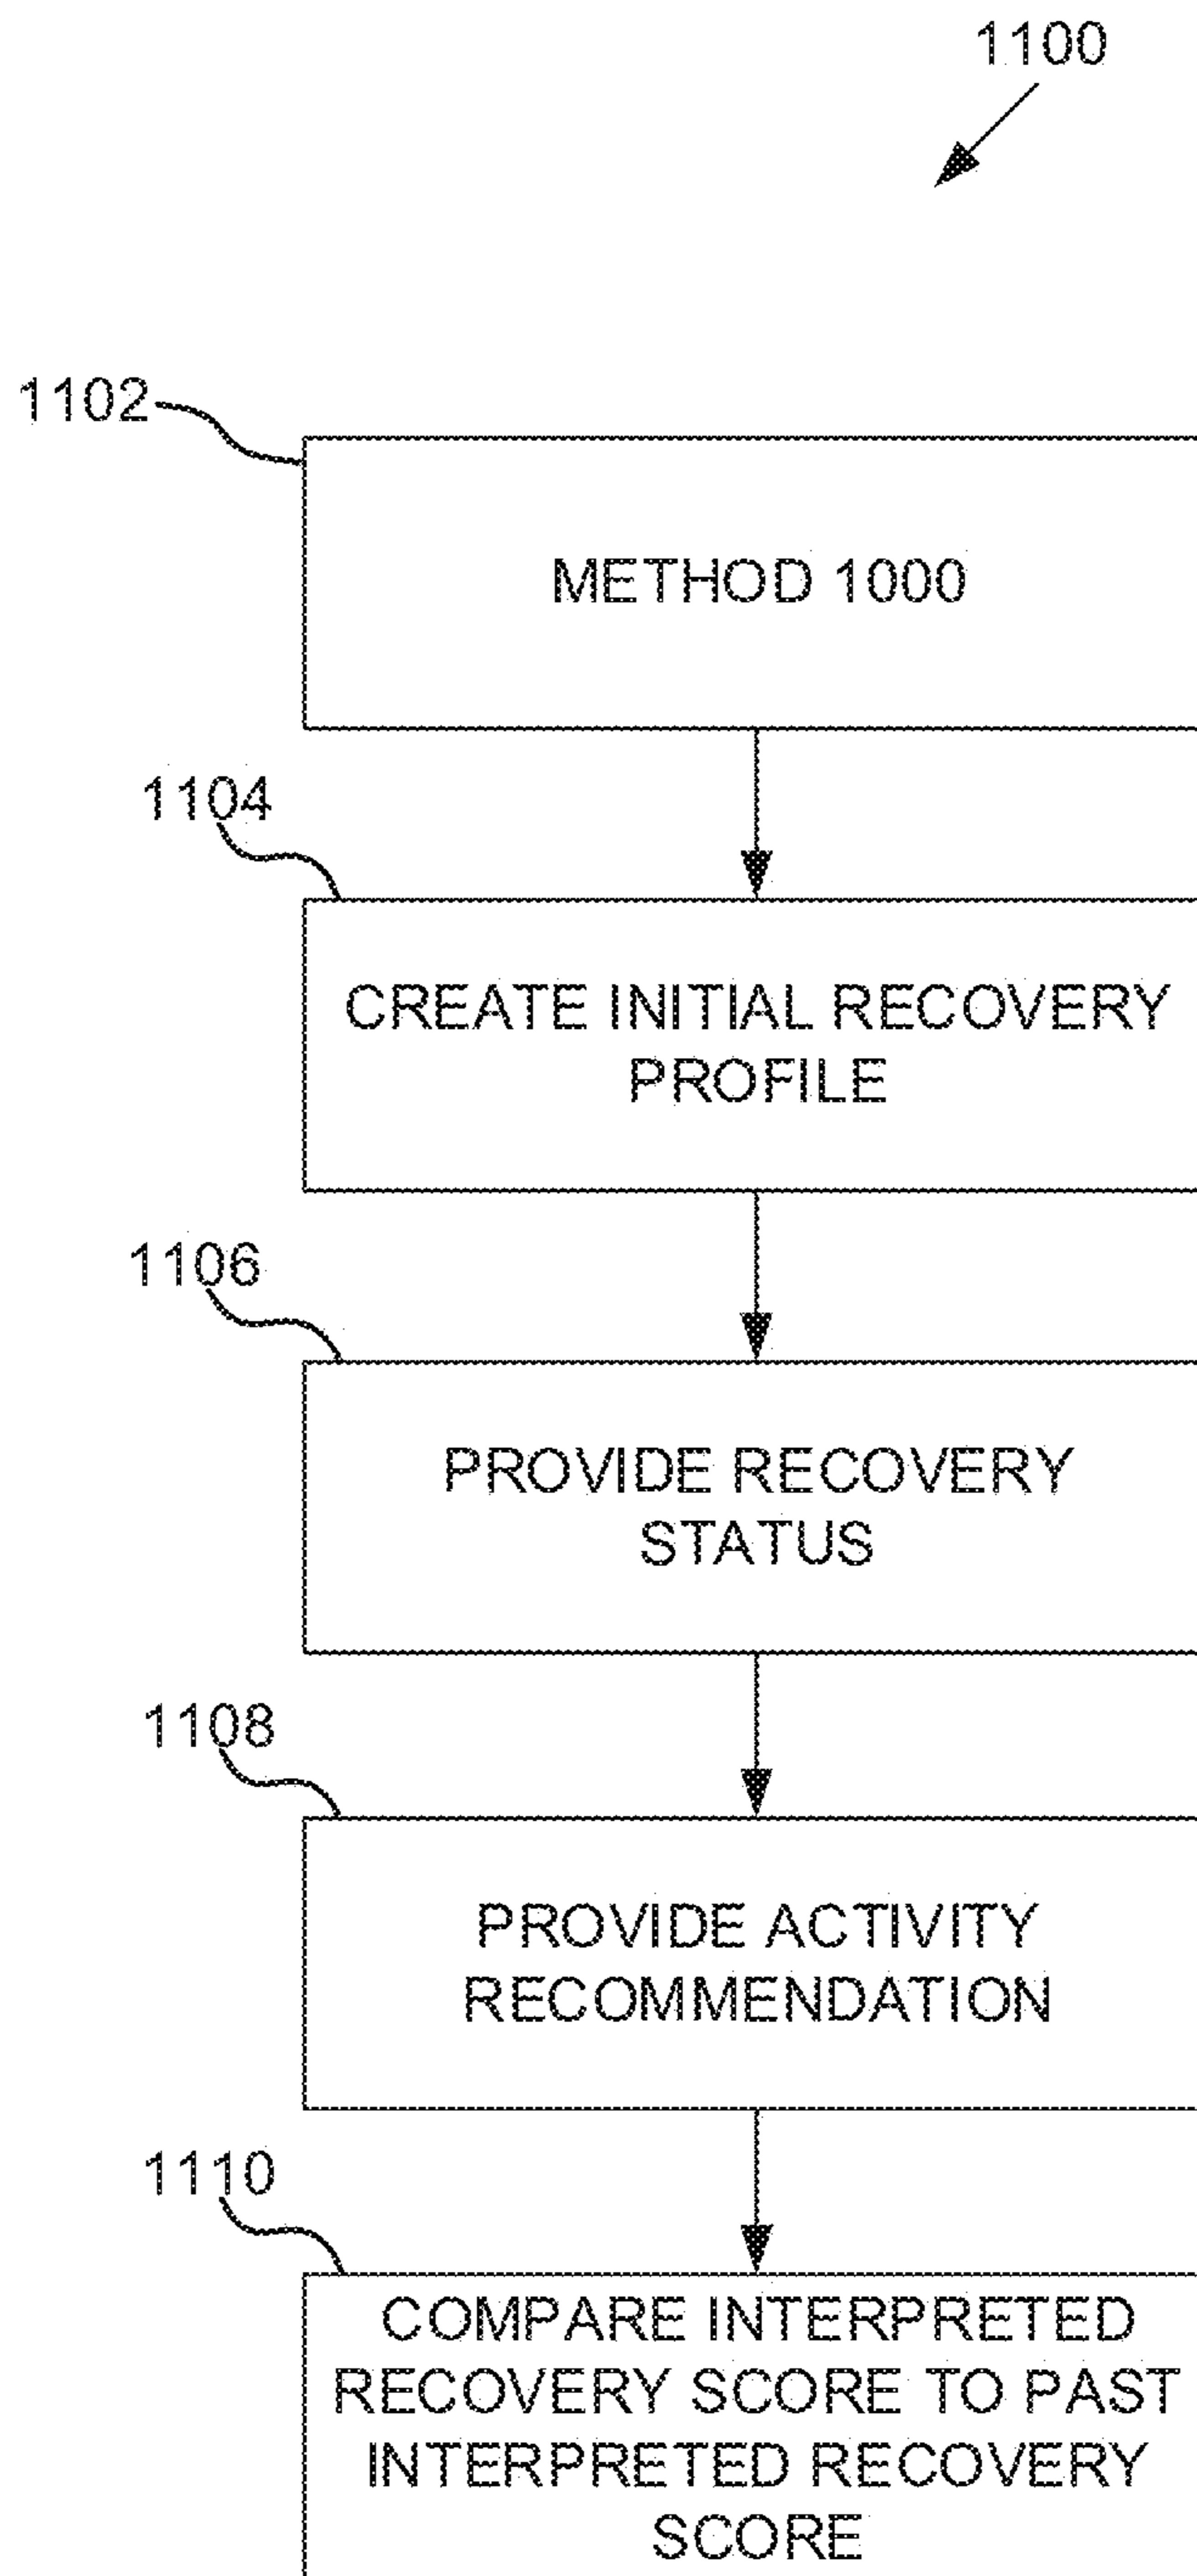 1100
1102
METHOD 1000
1104
CREATE INITIAL RECOVERY
PROFILE
1106
PROVIDE RECOVERY
STATUS
1108
PROVIDE ACTIVITY
RECOMMENDATION
1110
COMPARE INTERPRETED
RECOVERY SCORE TO PAST
INTERPRETED RECOVERY
SCORE